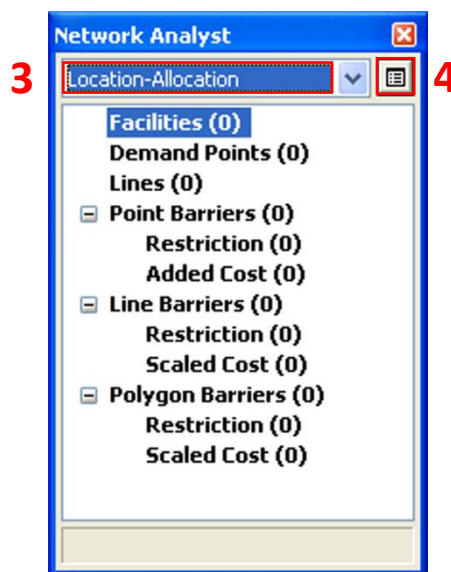 Network Analyst
3 Location-Allocation 4
Facilities (0)
Demand Points (0)
Lines (0)
Point Barriers (0)
Restriction (0)
Added Cost (0)
Line Barriers (0)
Restriction (0)
Scaled Cost (0)
Polygon Barriers (0)
Restriction (0)
Scaled Cost (0)